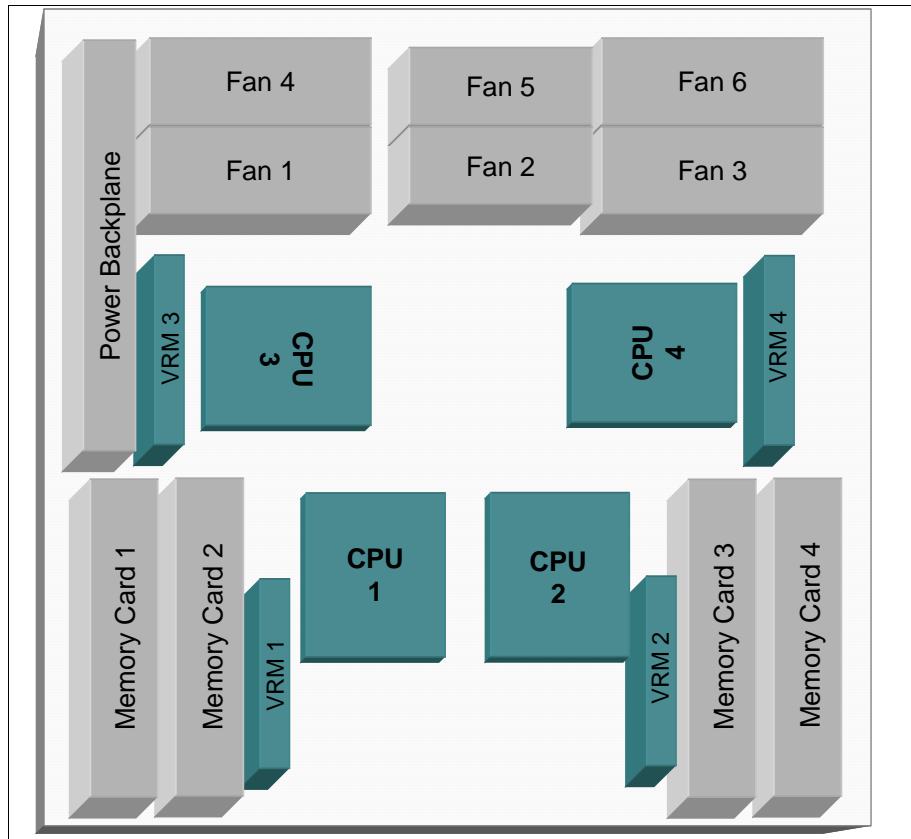 Fan 4
Fan 5
Fan 6
Fan 1
Fan 2
Fan 3
Power Backplane
VRM 3
CPU
3
CPU
4
VRM 4
Memory Card 1
Memory Card 2
VRM 1
CPU
1
CPU
2
VRM 2
Memory Card 3
Memory Card 4